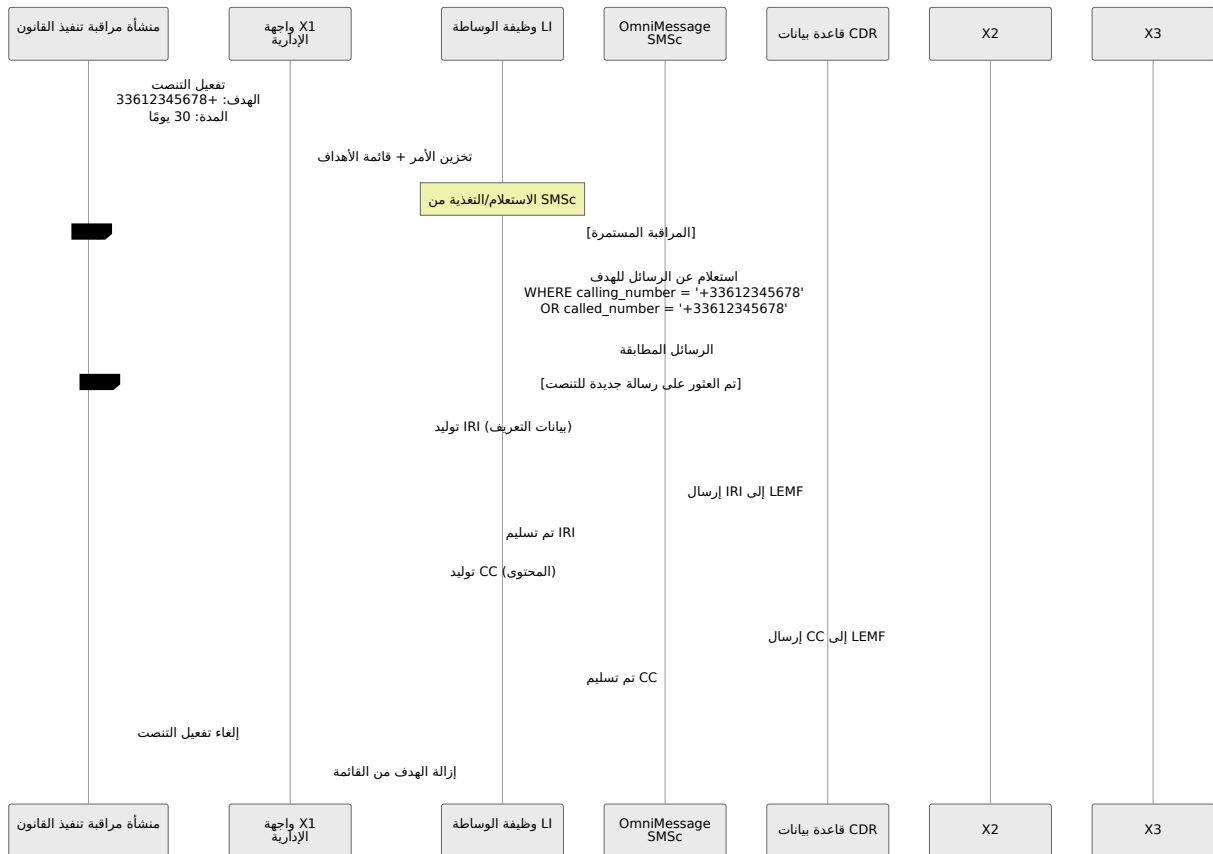 منشأة مراقبة تنفيذ القانون
X1 واجهة
الإدارية
LI وظيفة الوساطة
OmniMessage
SMSc
CDR قاعدة بيانات
X2
X3
تفعيل التنصت
الهدف: +33612345678
المدة: 30 يومًا
تخزين الأمر + قائمة الأهداف
SMSc الاستعلام/التغذية من
[المراقبة المستمرة]
استعلام عن الرسائل للهدف
WHERE calling_number = '+33612345678'
OR called_number = '+33612345678'
الرسائل المطابقة
[تم العثور على رسالة جديدة للتنصت]
(بيانات التعريف) IRI توليد
LEMF إلى IRI إرسال
IRI تم تسليم
(المحتوى) CC توليد
LEMF إلى CC إرسال
CC تم تسليم
إلغاء تفعيل التنصت
إزالة الهدف من القائمة
منشأة مراقبة تنفيذ القانون
X1 واجهة
الإدارية
LI وظيفة الوساطة
OmniMessage
SMSc
CDR قاعدة بيانات
X2
X3